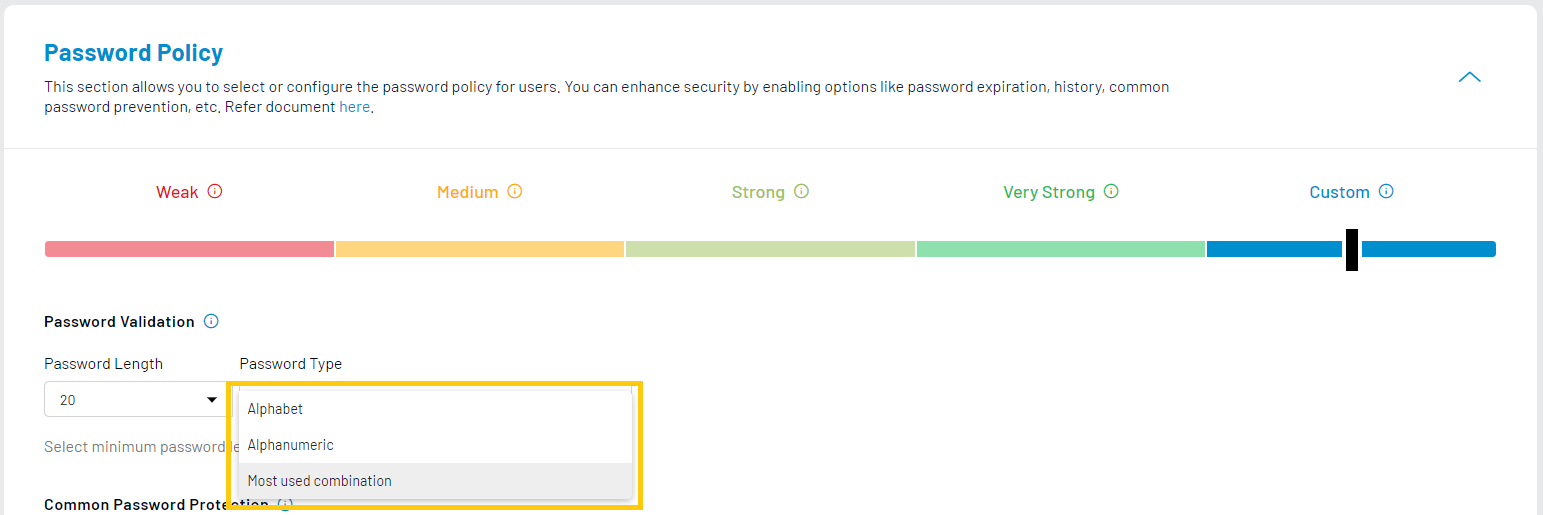 Password Policy
This section allows you to select or configure the password policy for users. You can enhance security by enabling options like password expiration, history, common
password prevention, etc. Refer document here.
Weak Medium Strong Very Strong Custom
Password Validation
Password Length Password Type
20
Alphabet
Alphanumeric
Select minimum password le
Most used combination
Common Password Protection